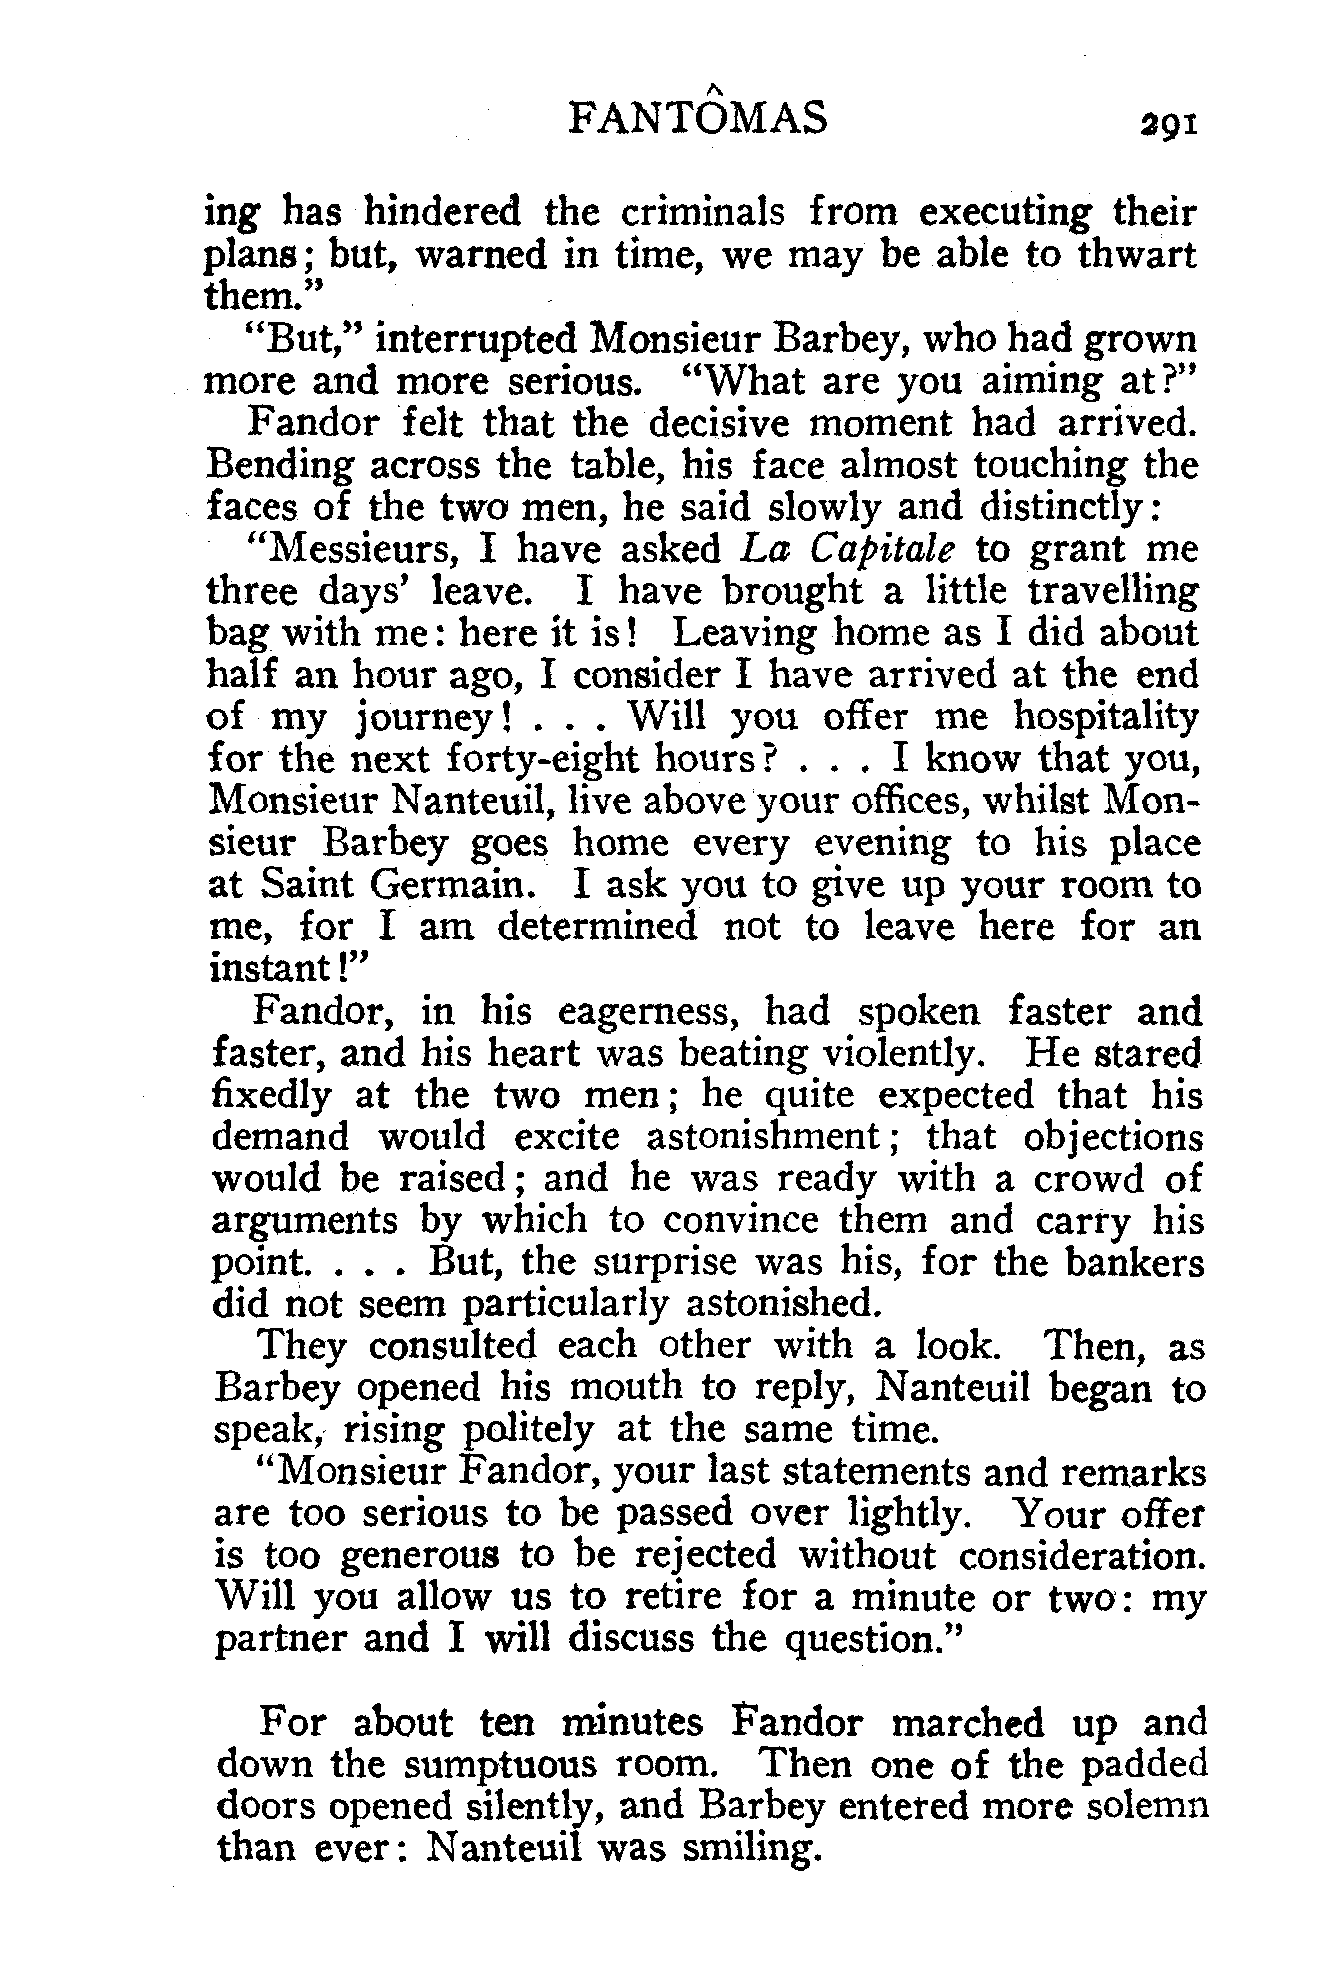 FANTÔMAS 291
ing has hindered the criminals from executing their
plans; but, warned in time, we may be able to thwart
them.”
“But,” interrupted Monsieur Barbey, who had grown
more and more serious. “What are you aiming at?”
Fandor felt that the decisive moment had arrived.
Bending across the table, his face almost touching the
faces of the two men, he said slowly and distinctly:
“Messieurs, I have asked La Capitale to grant me
three days’ leave. I have brought a little travelling
bag with me: here it is! Leaving home as I did about
half an hour ago, I consider I have arrived at the end
of my journey! . . . Will you offer me hospitality
for the next forty-eight hours? . . . I know that you,
Monsieur Nanteuil, live above your offices, whilst Mon-
sieur Barbey goes home every evening to his place
at Saint Germain. I ask you to give up your room to
me, for I am determined not to leave here for an
instant!”
Fandor, in his eagerness, had spoken faster and
faster, and his heart was beating violently. He stared
fixedly at the two men; he quite expected that his
demand would excite astonishment; that objections
would be raised; and he was ready with a crowd of
arguments by which to convince them and carry his
point. . . . But, the surprise was his, for the bankers
did not seem particularly astonished.
They consulted each other with a look. Then, as
Barbey opened his mouth to reply, Nanteuil began to
speak, rising politely at the same time.
“Monsieur Fandor, your last statements and remarks
are too serious to be passed over lightly. Your offer
is too generous to be rejected without consideration.
Will you allow us to retire for a minute or two: my
partner and I will discuss the question.”
For about ten minutes Fandor marched up and
down the sumptuous room. Then one of the padded
doors opened silently, and Barbey entered more solemn
than ever: Nanteuil was smiling.